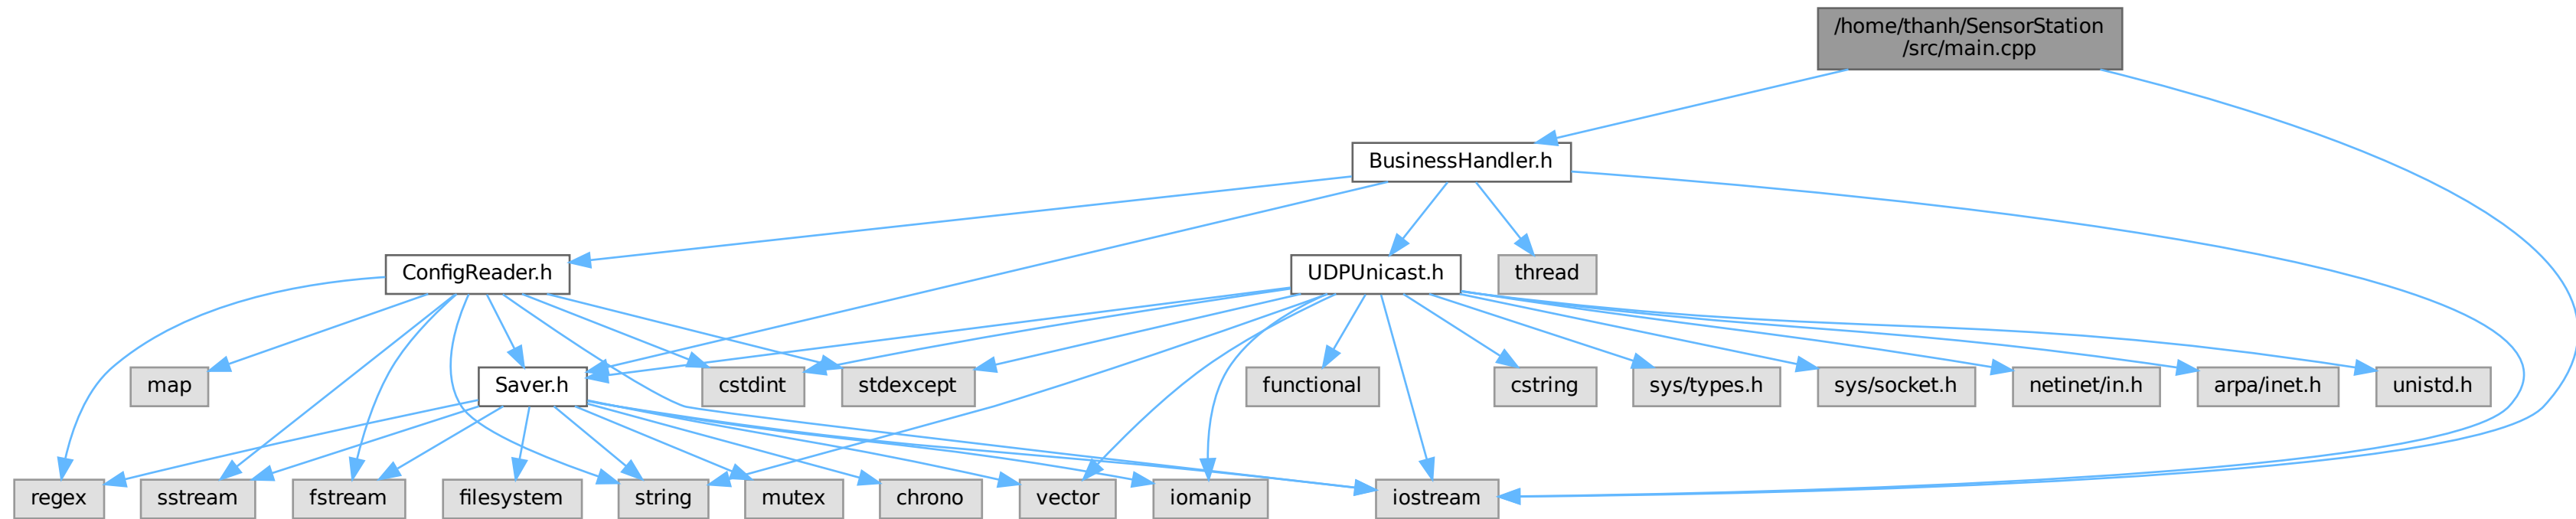 /home/thanh/SensorStation
/src/main.cpp
BusinessHandler.h
ConfigReader.h
UDPUnicast.h
thread
map
Saver.h
cstdint
stdexcept
functional
cstring
sys/types.h
sys/socket.h
netinet/in.h
arpa/inet.h
unistd.h
regex
sstream
fstream
filesystem
string
mutex
chrono
vector
iomanip
iostream